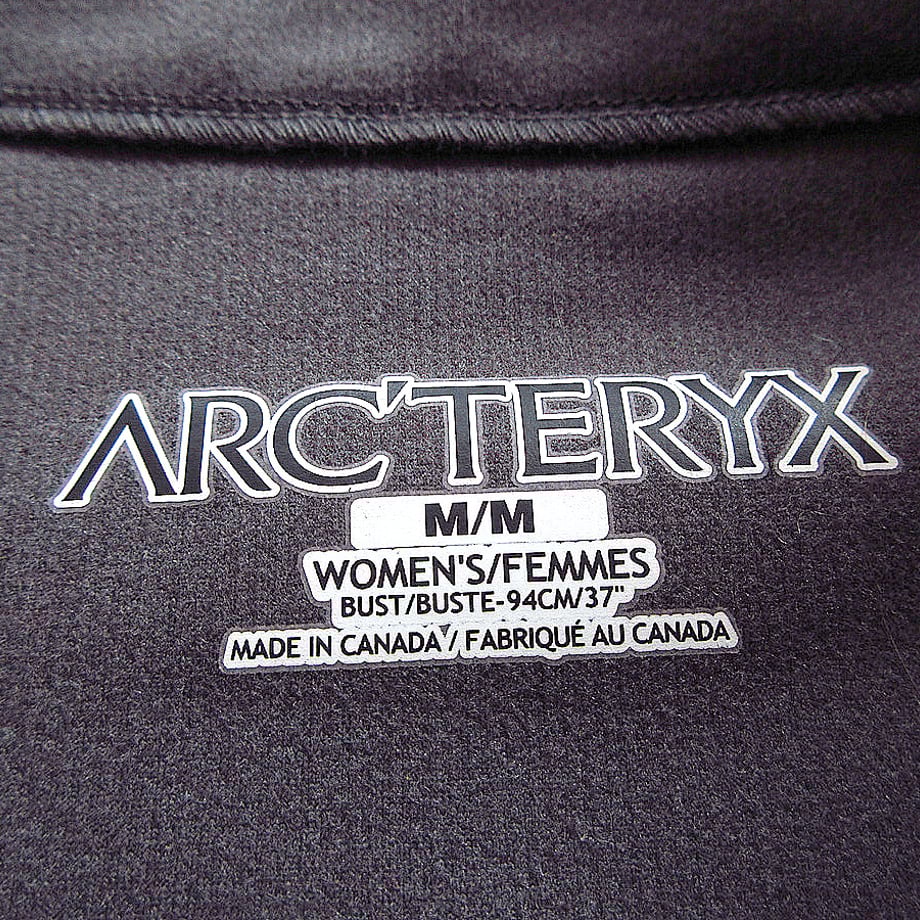 ARC'TERYX
M/M
WOMEN'S/FEMMES
BUST/BUSTE-94CM/37"
MADE IN CANADA / FABRIQUÉ AU CANADA